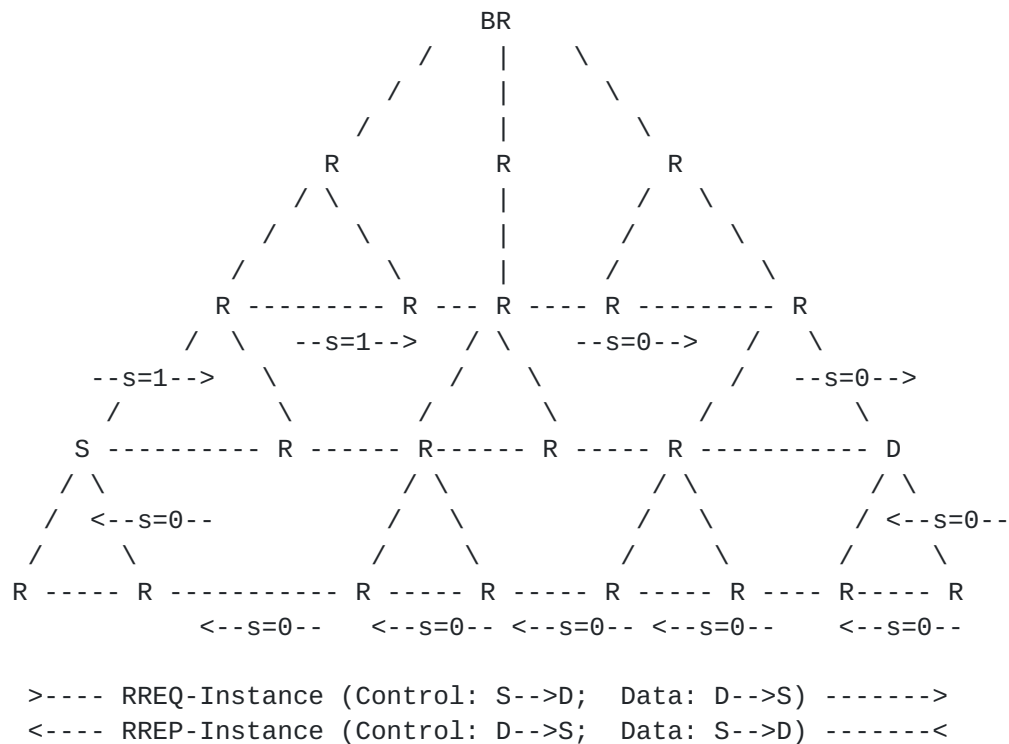 BR
/ | \
/ | \
/ | \
R R R
/ \ | / \
/ \ | / \
/ \ | / \
R --------- R --- R ---- R --------- R
/ \ --s=1--> / \ --s=0--> / \
--s=1--> \ / \ / --s=0-->
/ \ / \ / \
S ---------- R ------ R------ R ----- R ----------- D
/ \ / \ / \ / \
/ <--s=0-- / \ / \ / <--s=0--
/ \ / \ / \ / \
R ----- R ----------- R ----- R ----- R ----- R ---- R----- R
<--s=0-- <--s=0-- <--s=0-- <--s=0-- <--s=0--
>---- RREQ-Instance (Control: S-->D; Data: D-->S) ------->
<---- RREP-Instance (Control: D-->S; Data: S-->D) -------<